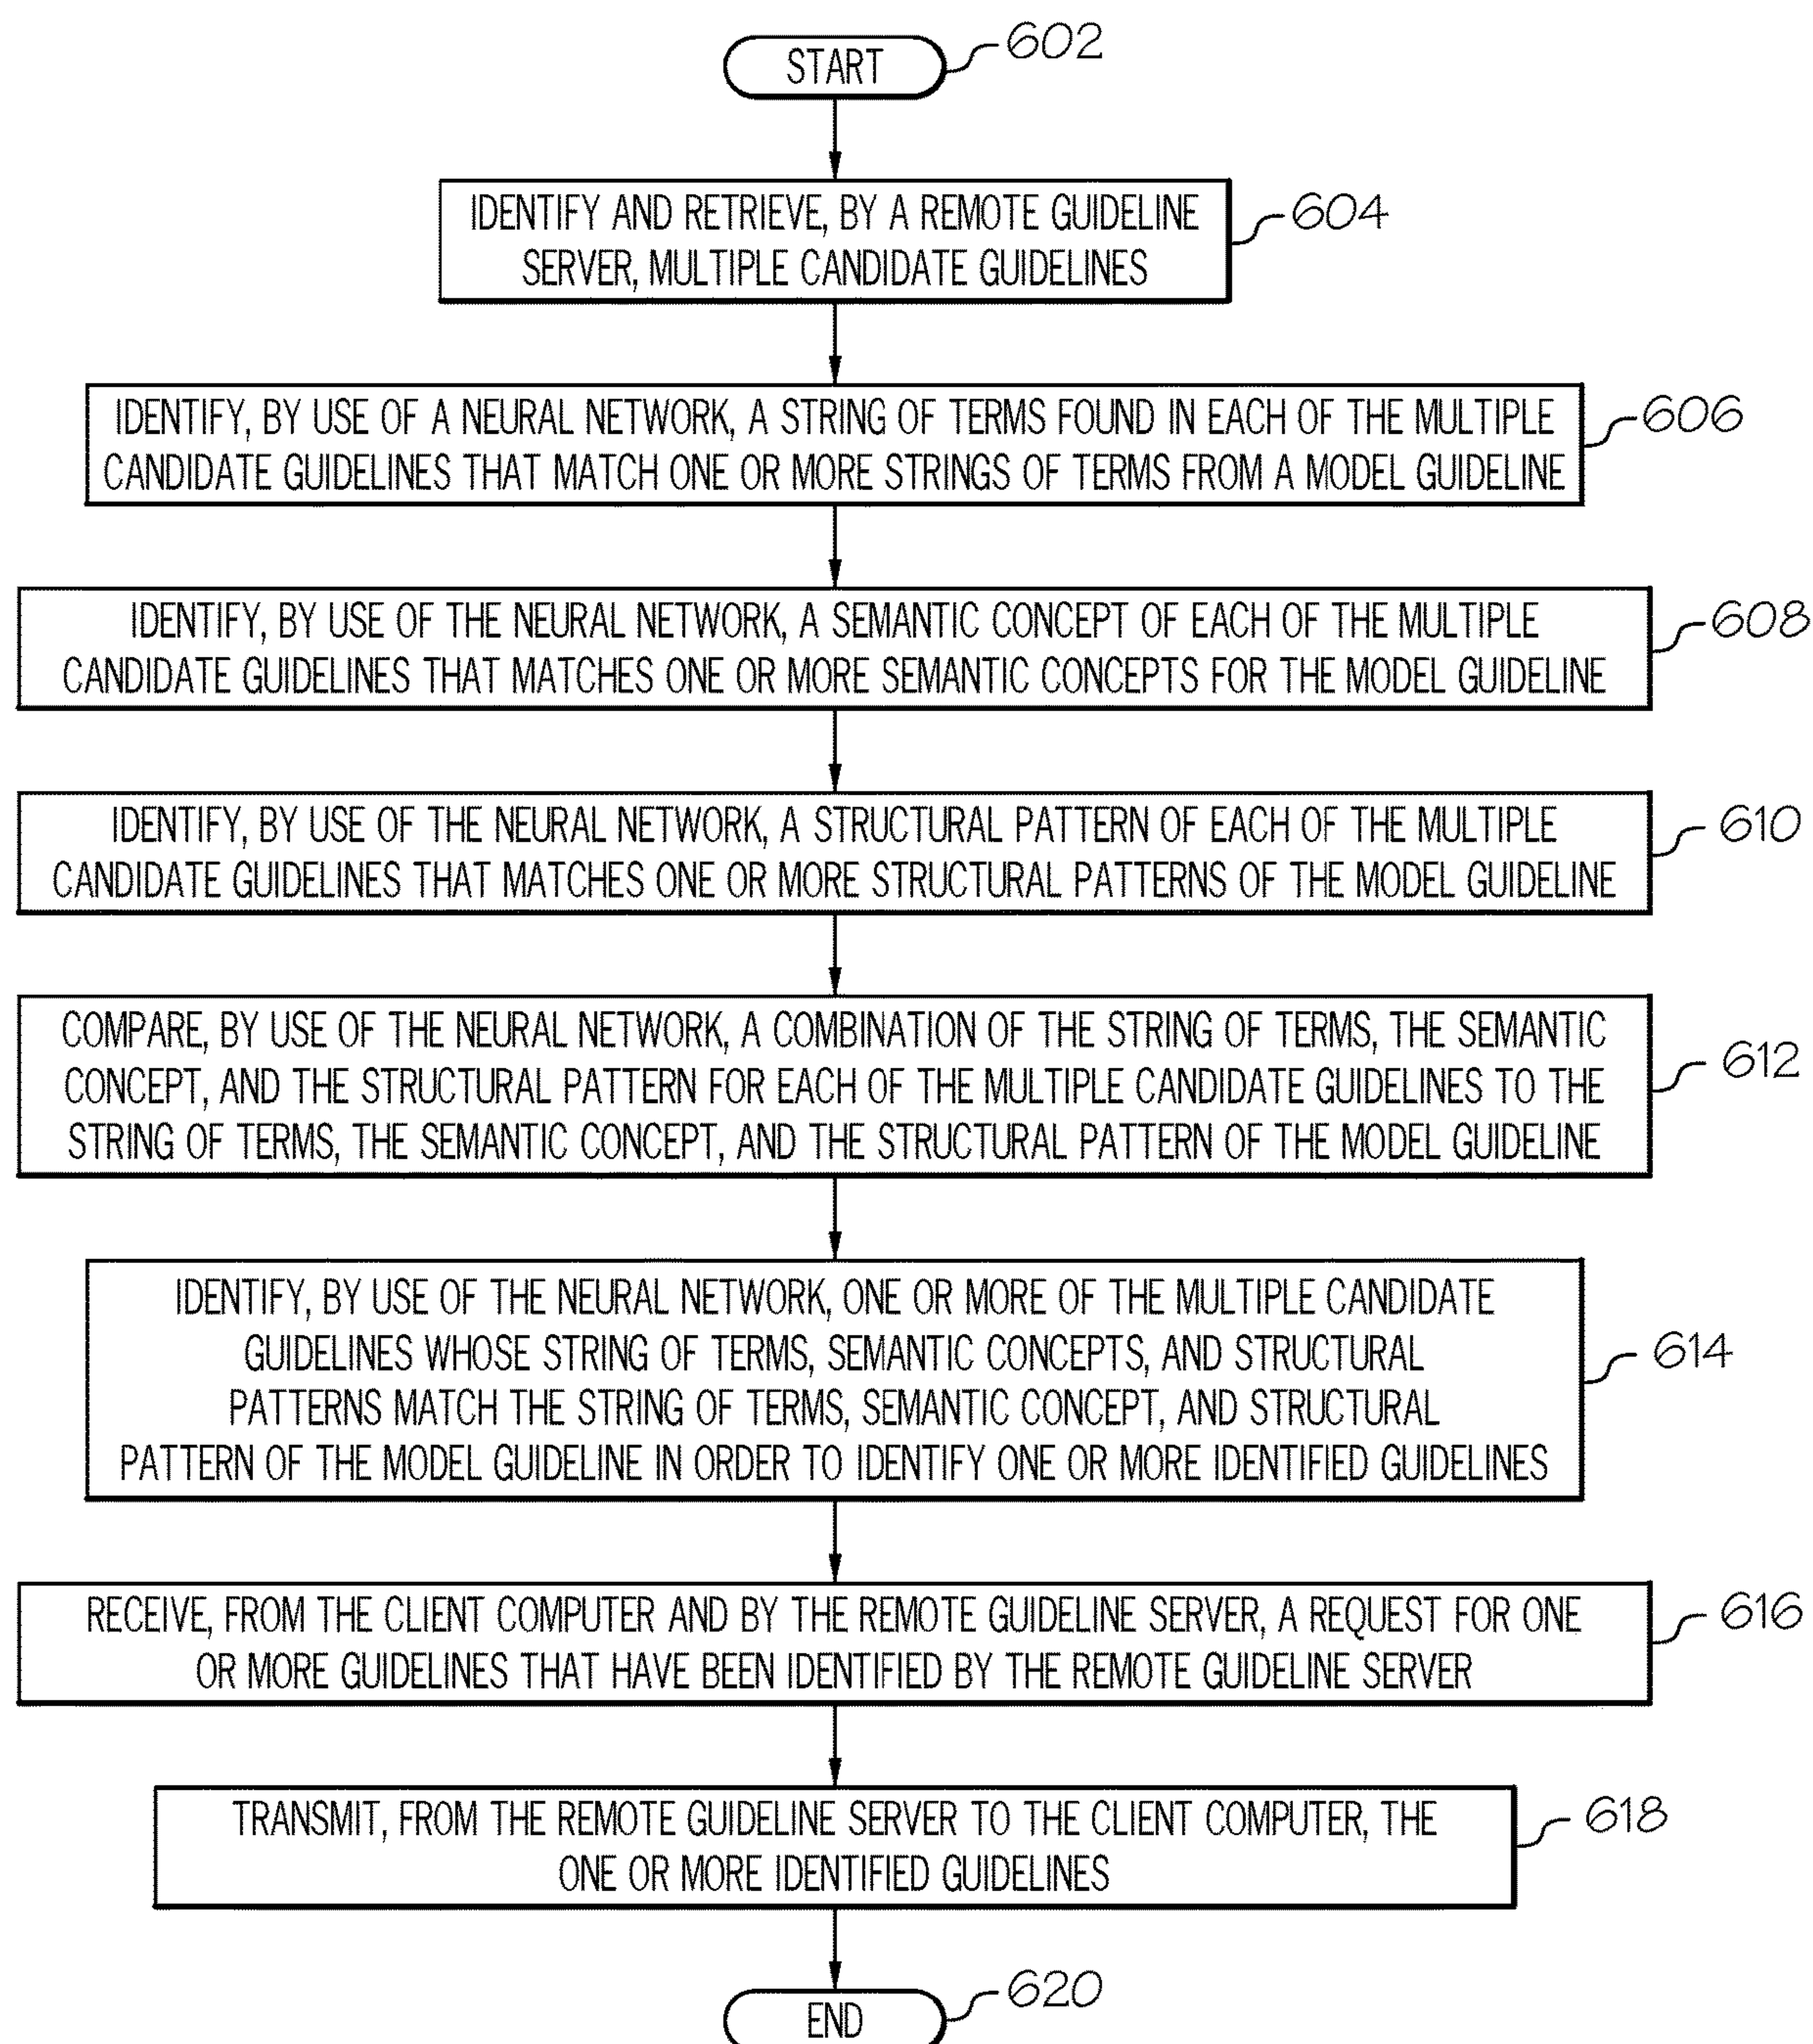 START
602
IDENTIFY AND RETRIEVE, BY A REMOTE GUIDELINE
SERVER, MULTIPLE CANDIDATE GUIDELINES
604
IDENTIFY, BY USE OF A NEURAL NETWORK, A STRING OF TERMS FOUND IN EACH OF THE MULTIPLE
CANDIDATE GUIDELINES THAT MATCH ONE OR MORE STRINGS OF TERMS FROM A MODEL GUIDELINE
606
IDENTIFY, BY USE OF THE NEURAL NETWORK, A SEMANTIC CONCEPT OF EACH OF THE MULTIPLE
CANDIDATE GUIDELINES THAT MATCHES ONE OR MORE SEMANTIC CONCEPTS FOR THE MODEL GUIDELINE
608
IDENTIFY, BY USE OF THE NEURAL NETWORK, A STRUCTURAL PATTERN OF EACH OF THE MULTIPLE
CANDIDATE GUIDELINES THAT MATCHES ONE OR MORE STRUCTURAL PATTERNS OF THE MODEL GUIDELINE
610
COMPARE, BY USE OF THE NEURAL NETWORK, A COMBINATION OF THE STRING OF TERMS, THE SEMANTIC
CONCEPT, AND THE STRUCTURAL PATTERN FOR EACH OF THE MULTIPLE CANDIDATE GUIDELINES TO THE
STRING OF TERMS, THE SEMANTIC CONCEPT, AND THE STRUCTURAL PATTERN OF THE MODEL GUIDELINE
612
IDENTIFY, BY USE OF THE NEURAL NETWORK, ONE OR MORE OF THE MULTIPLE CANDIDATE
GUIDELINES WHOSE STRING OF TERMS, SEMANTIC CONCEPTS, AND STRUCTURAL
PATTERNS MATCH THE STRING OF TERMS, SEMANTIC CONCEPT, AND STRUCTURAL
PATTERN OF THE MODEL GUIDELINE IN ORDER TO IDENTIFY ONE OR MORE IDENTIFIED GUIDELINES
614
RECEIVE, FROM THE CLIENT COMPUTER AND BY THE REMOTE GUIDELINE SERVER, A REQUEST FOR ONE
OR MORE GUIDELINES THAT HAVE BEEN IDENTIFIED BY THE REMOTE GUIDELINE SERVER
616
TRANSMIT, FROM THE REMOTE GUIDELINE SERVER TO THE CLIENT COMPUTER, THE
ONE OR MORE IDENTIFIED GUIDELINES
618
END
620